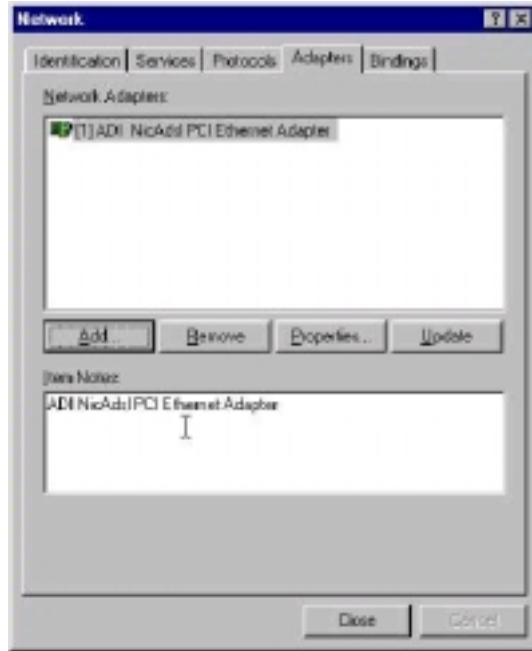 Network
Identification Services Protocols Adapters Bindings
Network Adapters:
[1] ADI NicAdsl PCI Ethernet Adapter
Add... Remove Properties... Update
Item Notes:
ADI NicAdsl PCI Ethernet Adapter
Close Cancel